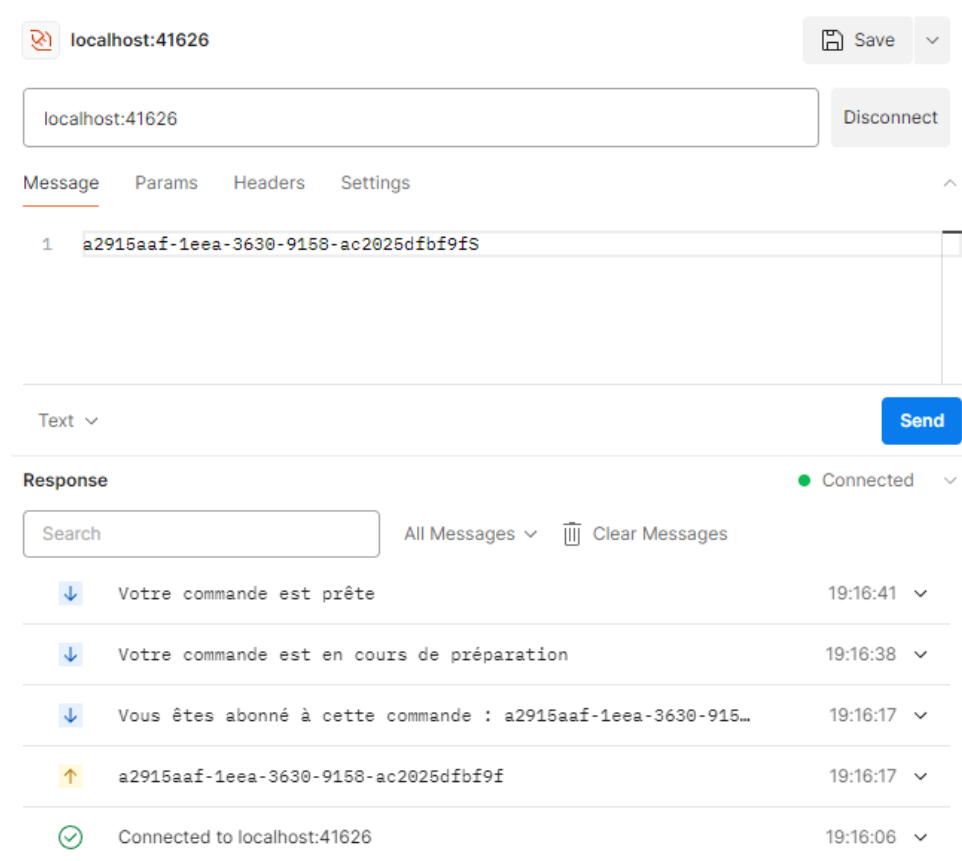 localhost:41626 Save
localhost:41626 Disconnect
Message Params Headers Settings
1 a2915aaf-1eea-3630-9158-ac2025dfbf9fS
Text Send
Response Connected
Search All Messages Clear Messages
Votre commande est prête 19:16:41
Votre commande est en cours de préparation 19:16:38
Vous êtes abonné à cette commande : a2915aaf-1eea-3630-915… 19:16:17
a2915aaf-1eea-3630-9158-ac2025dfbf9f 19:16:17
Connected to localhost:41626 19:16:06